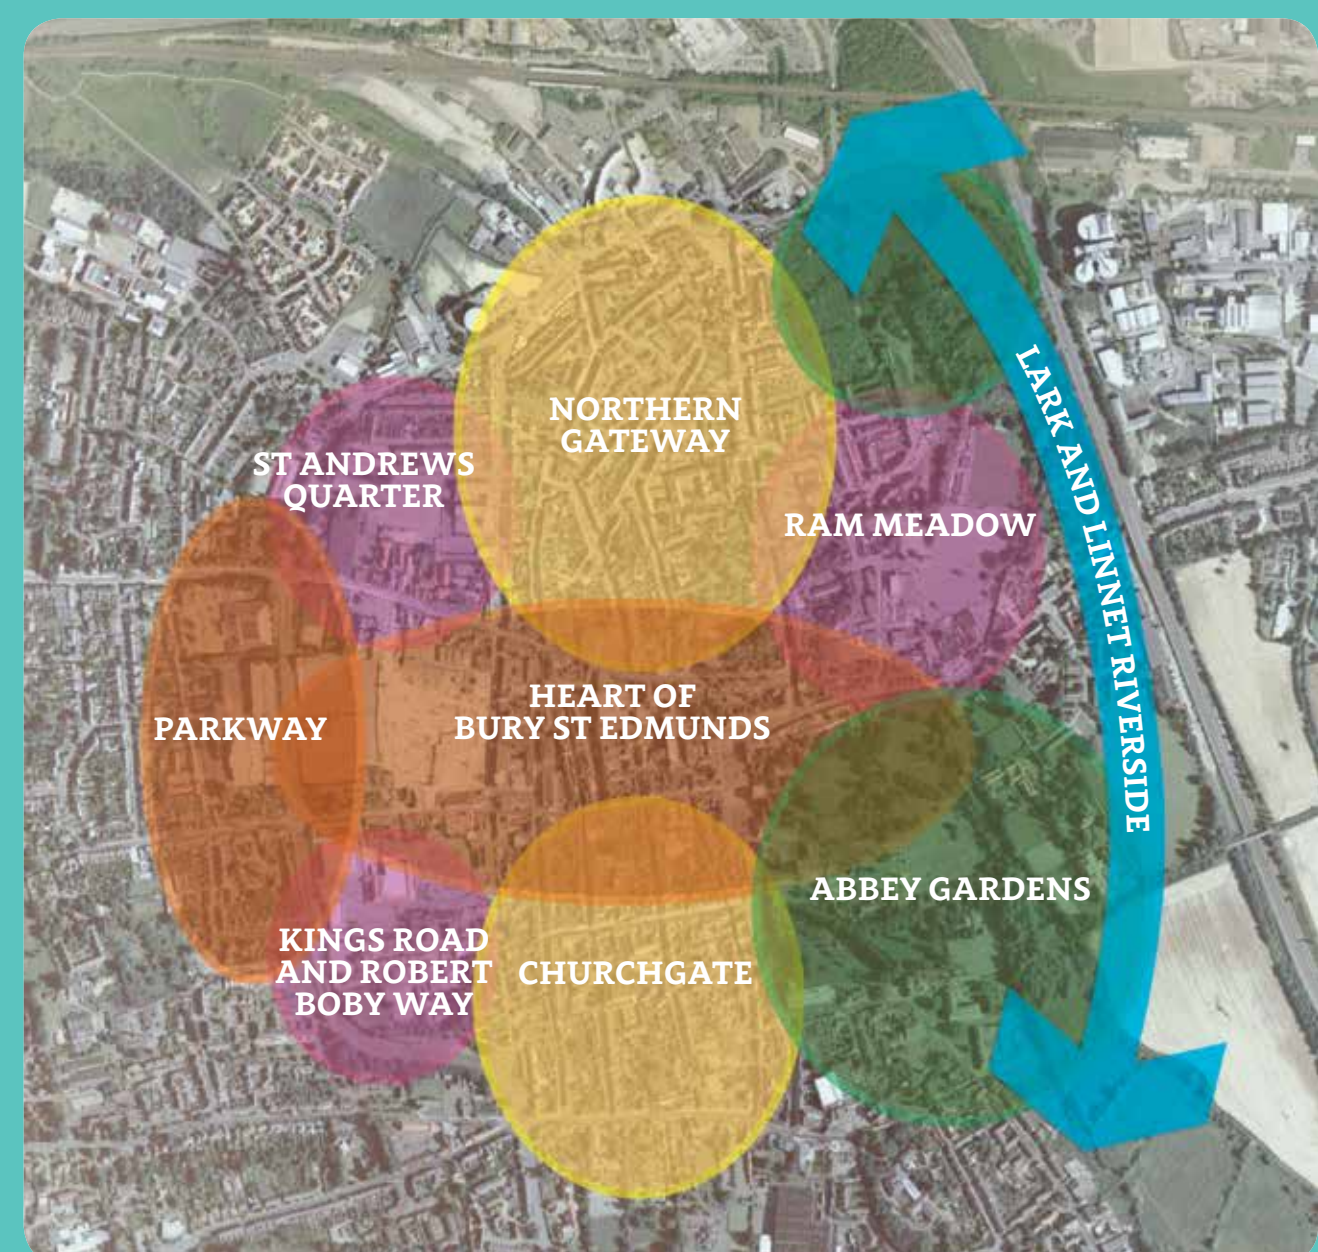 NORTHERN
GATEWAY
ST ANDREWS
QUARTER
RAM MEADOW
LARK AND LINNET RIVERSIDE
HEART OF
BURY ST EDMUNDS
PARKWAY
ABBEY GARDENS
KINGS ROAD
AND ROBERT
BOBY WAY
CHURCHGATE